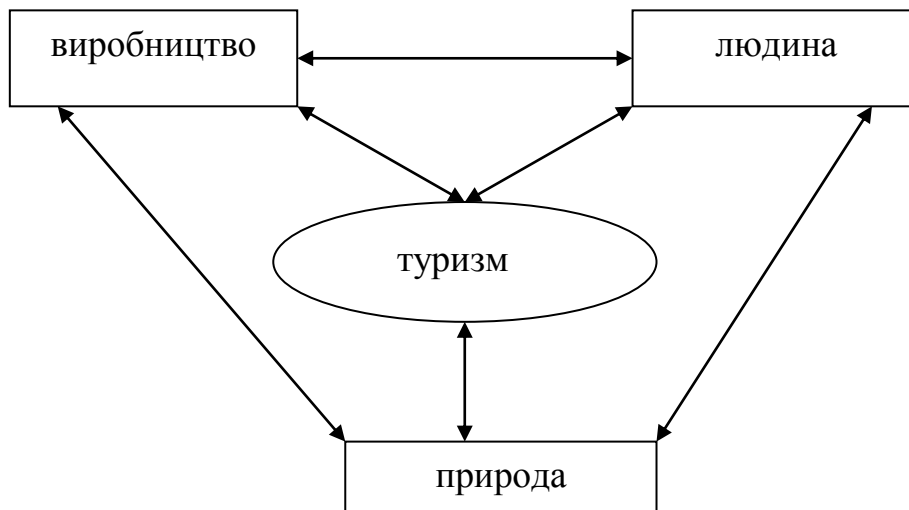 виробництво
людина
туризм
природа